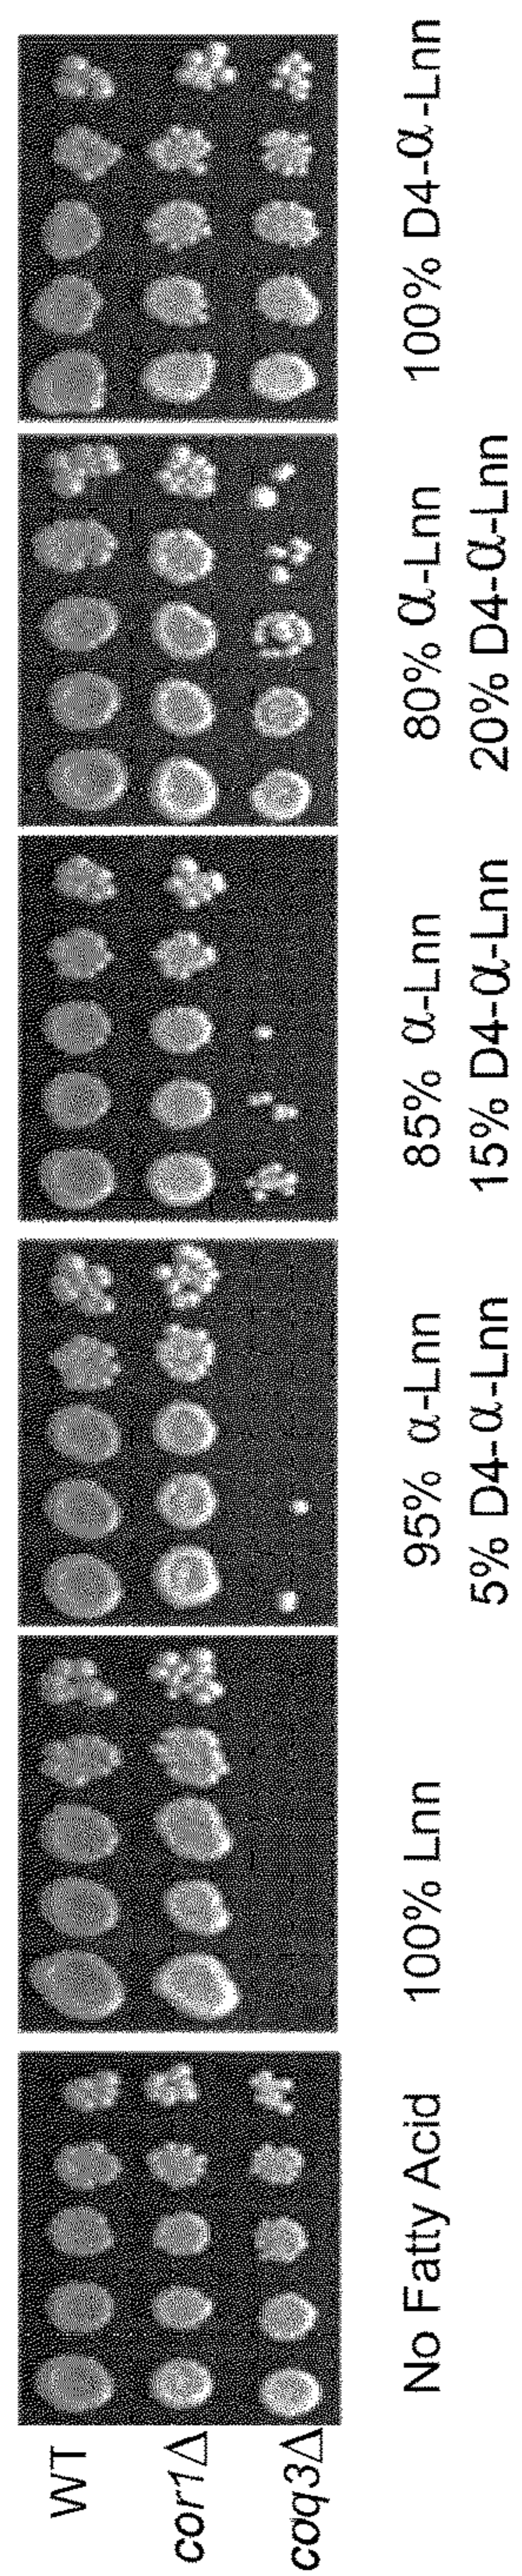 WT
cor1Δ
coq3Δ
No Fatty Acid
100% Lnn
95% α-Lnn
5% D4-α-Lnn
85% α-Lnn
15% D4-α-Lnn
80% α-Lnn
20% D4-α-Lnn
100% D4-α-Lnn